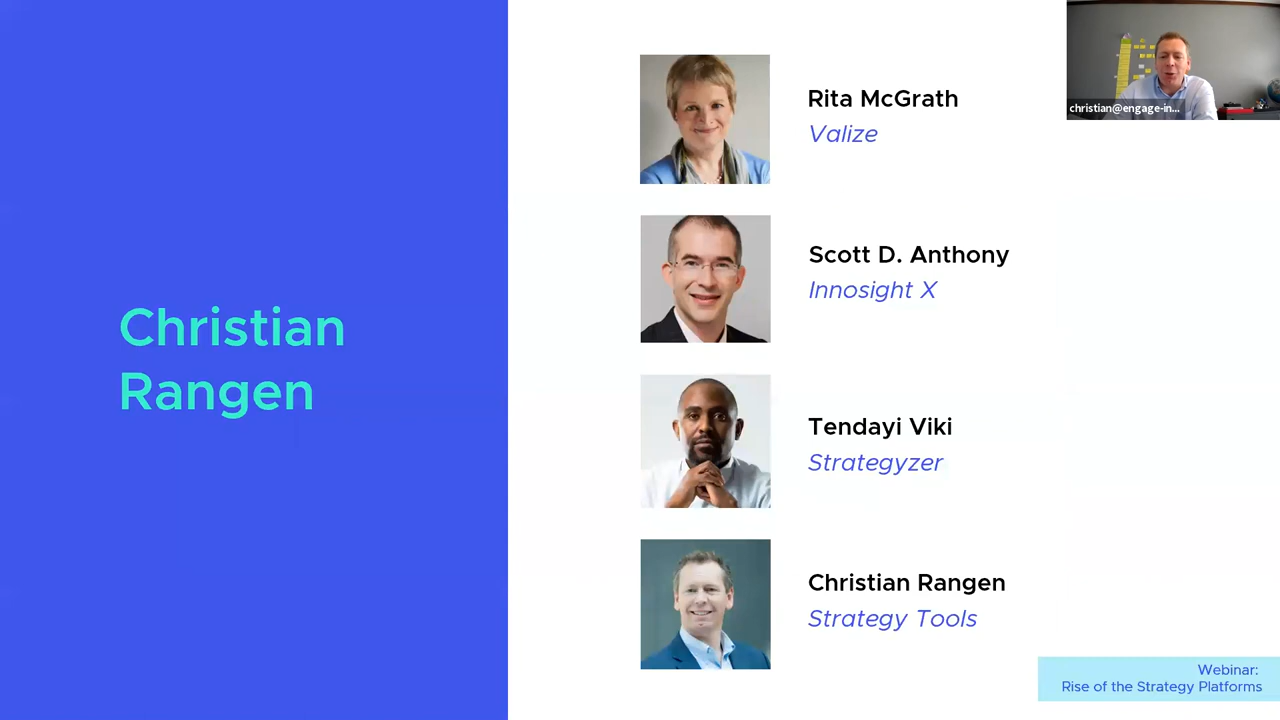 Christian
Rangen
Rita McGrath
Valize
Scott D. Anthony
Innosight X
Tendayi Viki
Strategyzer
Christian Rangen
Strategy Tools
christian@engage-in...
Webinar:
Rise of the Strategy Platforms